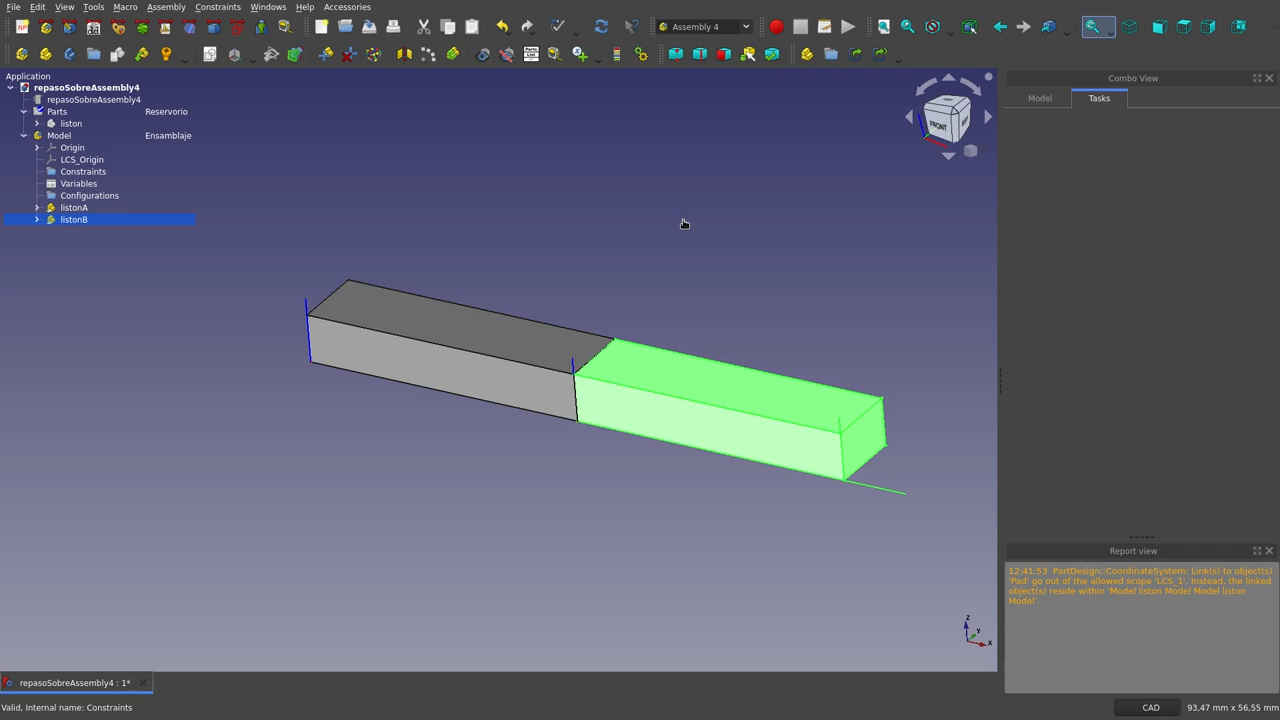 File Edit View Tools Macro Assembly Constraints Windows Help Accessories
Assembly 4
Parts List
Application
repasoSobreAssembly4
repasoSobreAssembly4
Parts Reservorio
liston
Model Ensamblaje
Origin
LCS_Origin
Constraints
Variables
Configurations
listonA
listonB
FRONT
Combo View
Model Tasks
Report view
12:41:53 PartDesign::CoordinateSystem: Link(s) to object(s)
'Pad' go out of the allowed scope 'LCS_1'. Instead, the linked
object(s) reside within 'Model liston Model Model liston
Model'.
Z
Y
X
repasoSobreAssembly4 : 1*
Valid, Internal name: Constraints
CAD 93,47 mm x 56,55 mm